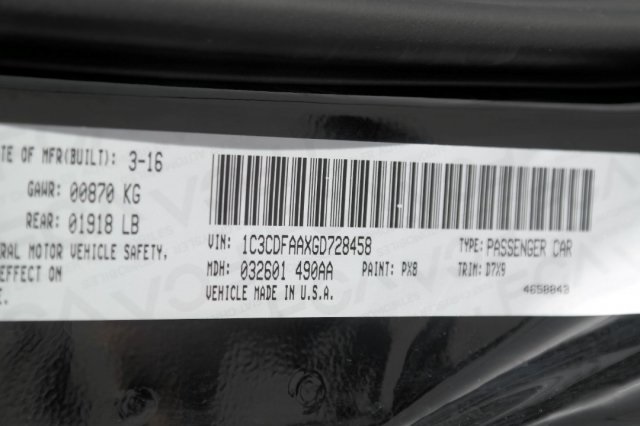 TE OF MFR(BUILT): 3-16
GAWR: 00870 KG
REAR: 01918 LB
RAL MOTOR VEHICLE SAFETY,
EFFECT ON
E.
VIN: 1C3CDFAAXGD728458 TYPE: PASSENGER CAR
MDH: 032601 490AA PAINT: PX8 TRIM: D7X9
VEHICLE MADE IN U.S.A. 4658843